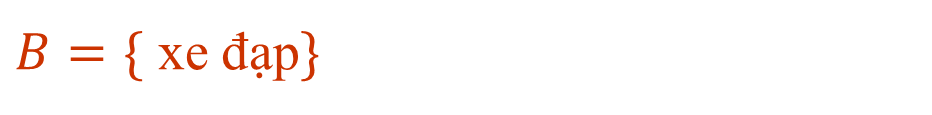 B = { xe đạp}